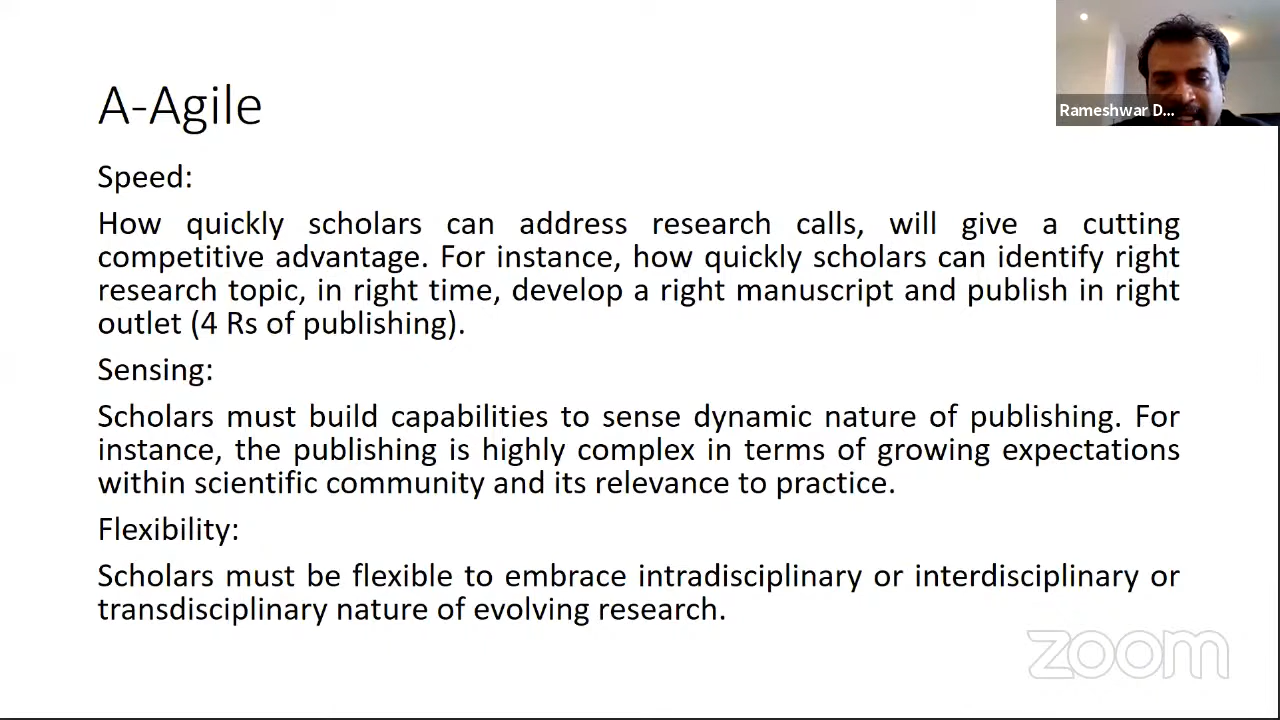 A-Agile
Rameshwar D...
Speed:
How quickly scholars can address research calls, will give a cutting
competitive advantage. For instance, how quickly scholars can identify right
research topic, in right time, develop a right manuscript and publish in right
outlet (4 Rs of publishing).
Sensing:
Scholars must build capabilities to sense dynamic nature of publishing. For
instance, the publishing is highly complex in terms of growing expectations
within scientific community and its relevance to practice.
Flexibility:
Scholars must be flexible to embrace intradisciplinary or interdisciplinary or
transdisciplinary nature of evolving research.
zoom